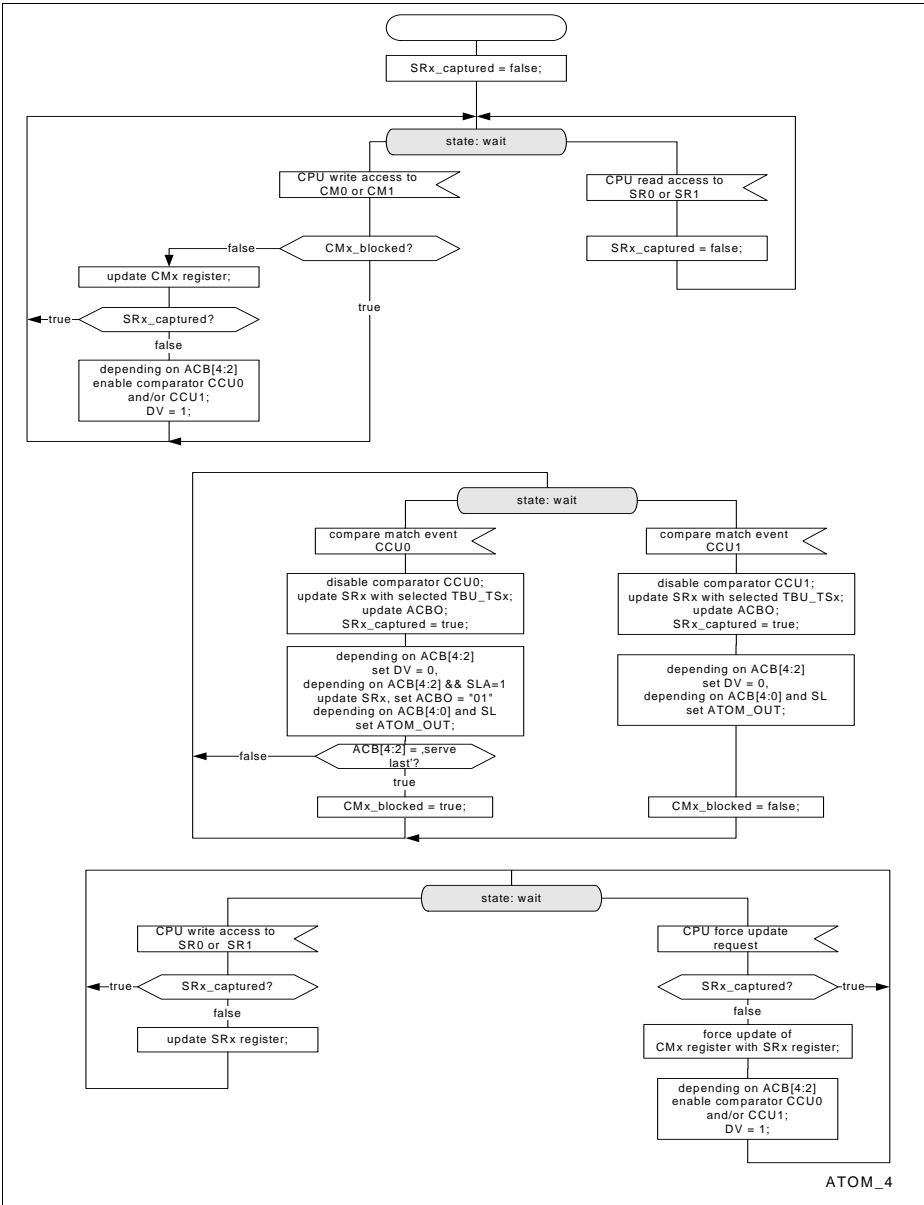 SRx_captured = false;
state: wait
CPU write access to
CM0 or CM1
CPU read access to
SR0 or SR1
false
CMx_blocked?
SRx_captured = false;
update CMx register;
true
true
SRx_captured?
false
depending on ACB[4:2]
enable comparator CCU0
and/or CCU1;
DV = 1;
state: wait
compare match event
CCU0
compare match event
CCU1
disable comparator CCU0;
update SRx with selected TBU_TSx;
update ACBO;
SRx_captured = true;
disable comparator CCU1;
update SRx with selected TBU_TSx;
update ACBO;
SRx_captured = true;
depending on ACB[4:2]
set DV = 0,
depending on ACB[4:2] && SLA=1
update SRx, set ACBO = "01"
depending on ACB[4:0] and SL
set ATOM_OUT;
depending on ACB[4:2]
set DV = 0,
depending on ACB[4:0] and SL
set ATOM_OUT;
false
ACB[4:2] = ‚serve
last'?
true
CMx_blocked = true;
CMx_blocked = false;
state: wait
CPU write access to
SR0 or  SR1
CPU force update
request
true
SRx_captured?
SRx_captured?
true
false
false
update SRx register;
force update of
CMx register with SRx register;
depending on ACB[4:2]
enable comparator CCU0
and/or CCU1;
DV = 1;
ATOM_4